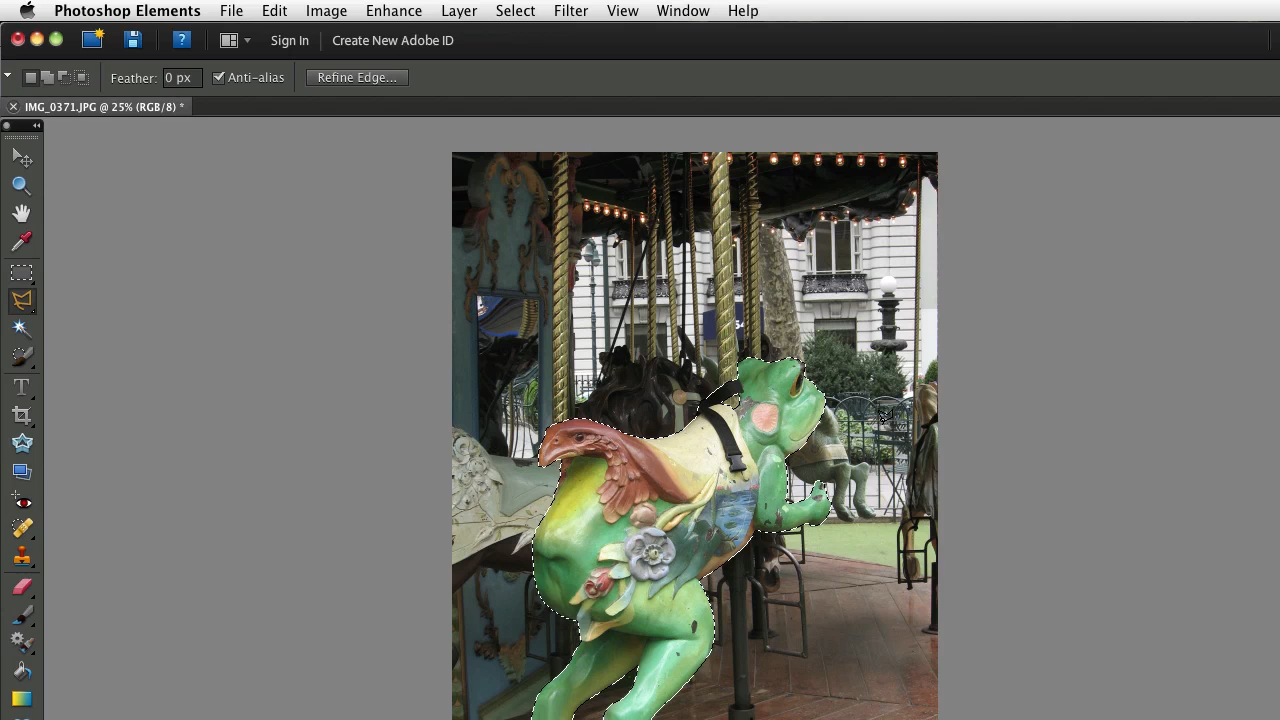 Photoshop Elements File Edit Image Enhance Layer Select Filter View Window Help
? Sign In Create New Adobe ID
Feather: 0 px Anti-alias Refine Edge...
IMG_0371.JPG @ 25% (RGB/8) *
T